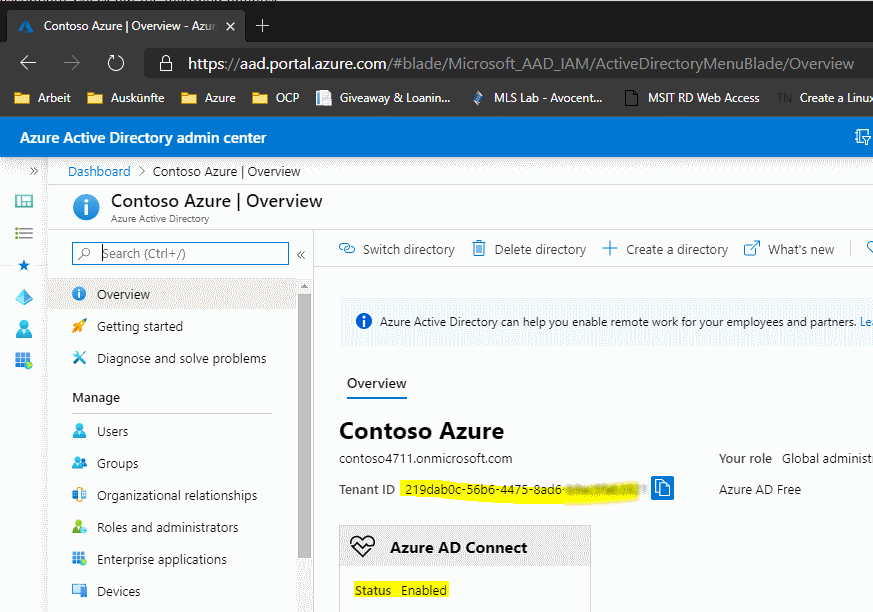 Contoso Azure | Overview - Azur
https://aad.portal.azure.com/#blade/Microsoft_AAD_IAM/ActiveDirectoryMenuBlade/Overview
Arbeit Auskünfte Azure OCP Giveaway & Loanin... MLS Lab - Avocent... MSIT RD Web Access TN Create a Linux
Azure Active Directory admin center
Dashboard > Contoso Azure | Overview
Contoso Azure | Overview
Azure Active Directory
Search (Ctrl+/)
«
Switch directory Delete directory Create a directory What's new
Overview
Getting started
Diagnose and solve problems
Manage
Users
Groups
Organizational relationships
Roles and administrators
Enterprise applications
Devices
Azure Active Directory can help you enable remote work for your employees and partners. Lea
Overview
Contoso Azure
contoso4711.onmicrosoft.com
Your role Global administ
Tenant ID 219dab0c-56b6-4475-8ad6-
Azure AD Free
Azure AD Connect
Status Enabled